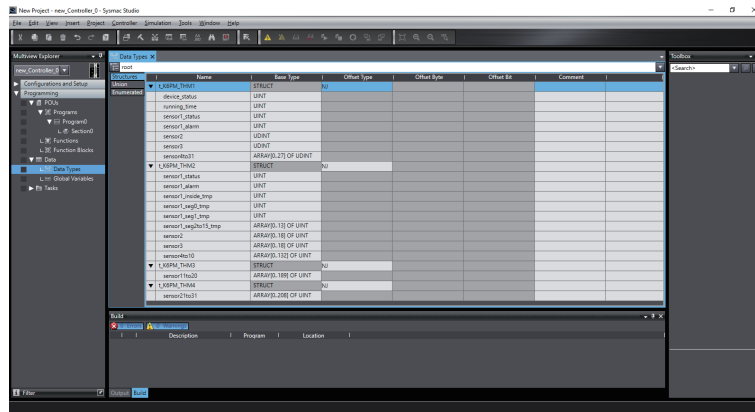 New Project - new_Controller_0 - Sysmac Studio
File Edit View Insert Project Controller Simulation Tools Window Help
Multiview Explorer
new_Controller_0
Configurations and Setup
Programming
POUs
Programs
Program0
Section0
Functions
Function Blocks
Data
Data Types
Global Variables
Tasks
Filter
Data Types
root
Structures
Union
Enumerated
Name Base Type Offset Type Offset Byte Offset Bit Comment
t_K6PM_THM1 STRUCT NJ
device_status UINT
running_time UINT
sensor1_status UINT
sensor1_alarm UINT
sensor2 UDINT
sensor3 UDINT
sensor4to31 ARRAY[0..27] OF UDINT
t_K6PM_THM2 STRUCT NJ
sensor1_status UINT
sensor1_alarm UINT
sensor1_inside_tmp UINT
sensor1_seg0_tmp UINT
sensor1_seg1_tmp UINT
sensor1_seg2to15_tmp ARRAY[0..13] OF UINT
sensor2 ARRAY[0..18] OF UINT
sensor3 ARRAY[0..18] OF UINT
sensor4to10 ARRAY[0..132] OF UINT
t_K6PM_THM3 STRUCT NJ
sensor11to20 ARRAY[0..189] OF UINT
t_K6PM_THM4 STRUCT NJ
sensor21to31 ARRAY[0..208] OF UINT
Build
0 Errors 0 Warnings
Description Program Location
Output Build
Toolbox
<Search>